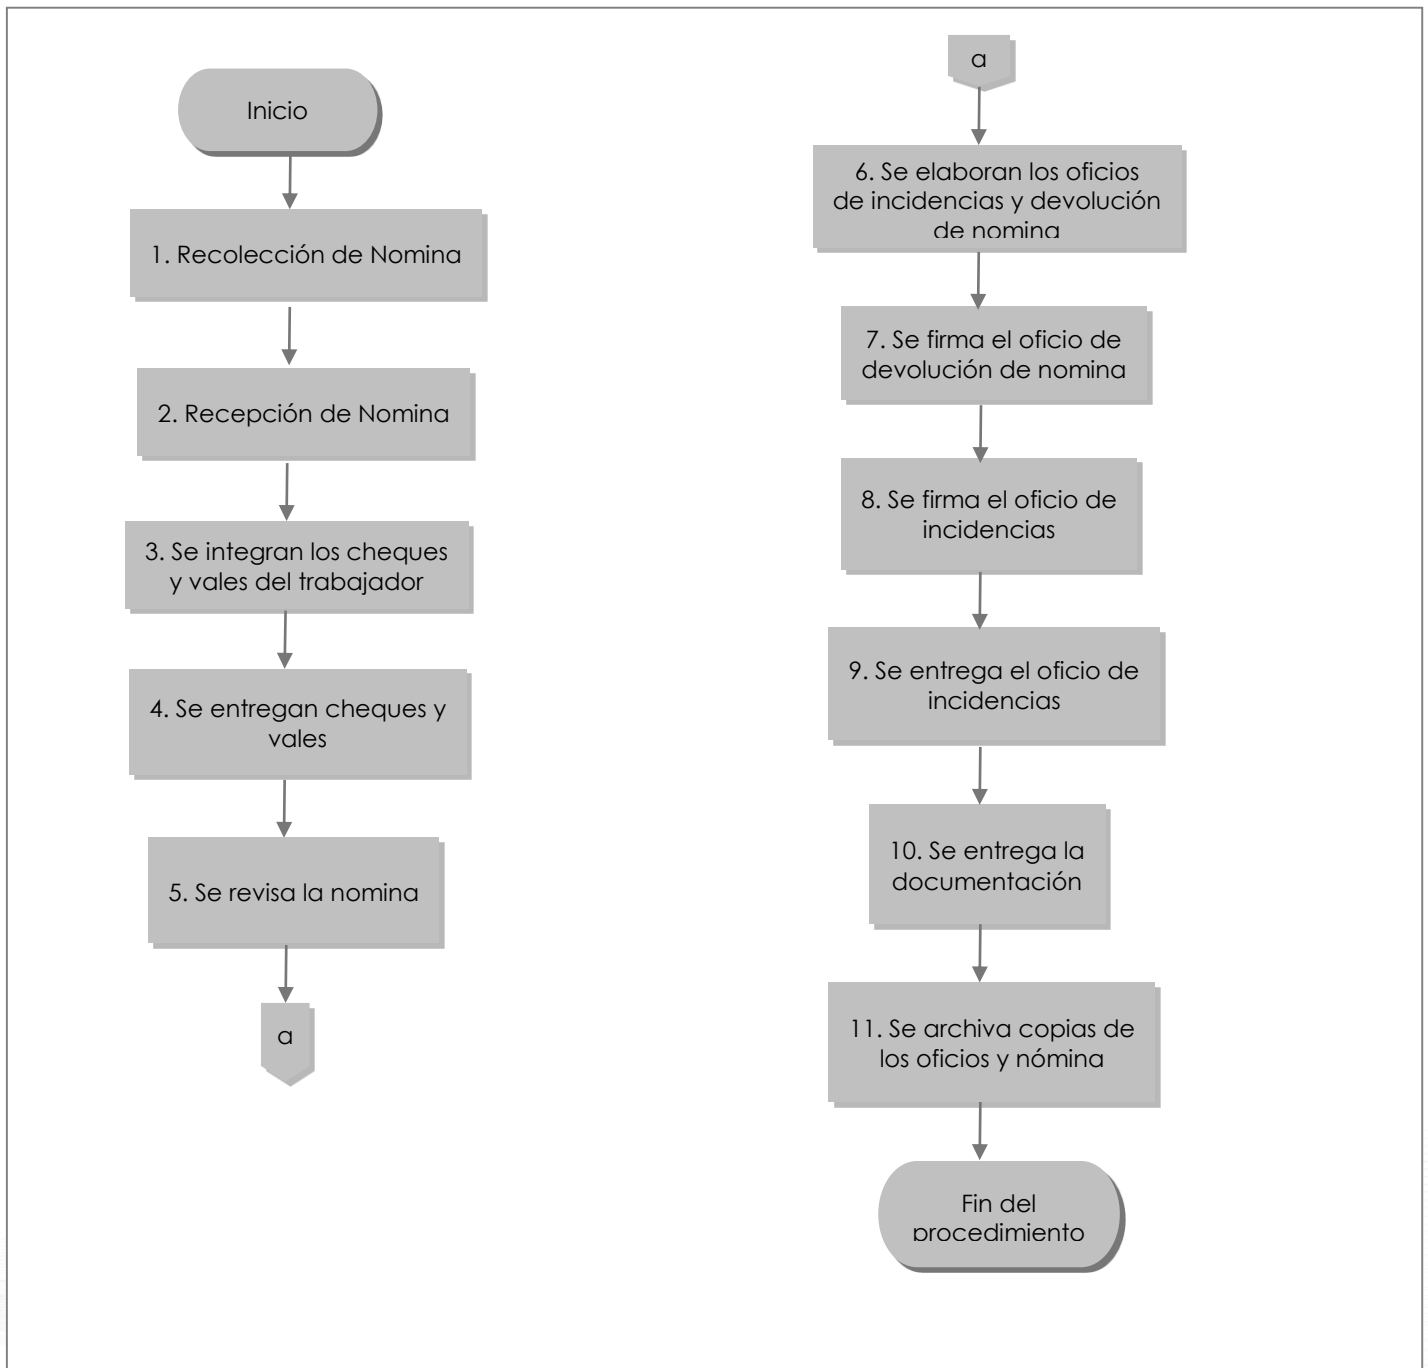 Inicio
1. Recolección de Nomina
2. Recepción de Nomina
3. Se integran los cheques
y vales del trabajador
4. Se entregan cheques y
vales
5. Se revisa la nomina
a
a
6. Se elaboran los oficios
de incidencias y devolución
de nomina
7. Se firma el oficio de
devolución de nomina
8. Se firma el oficio de
incidencias
9. Se entrega el oficio de
incidencias
10. Se entrega la
documentación
11. Se archiva copias de
los oficios y nómina
Fin del
procedimiento